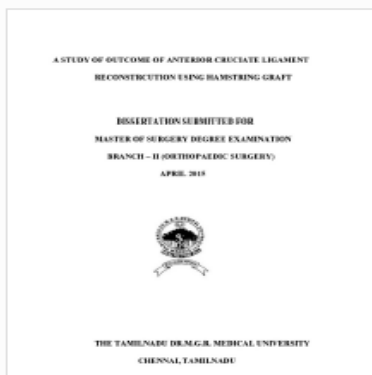 A STUDY OF OUTCOME OF ANTERIOR CRUCIATE LIGAMENT
RECONSTRCUTION USING HAMSTRING GRAFT
DISSERTATION SUBMITTED FOR
MASTER OF SURGERY DEGREE EXAMINATION
BRANCH – II (ORTHOPAEDIC SURGERY)
APRIL 2015
THE TAMILNADU DR.M.G.R. MEDICAL UNIVERSITY
CHENNAI, TAMILNADU